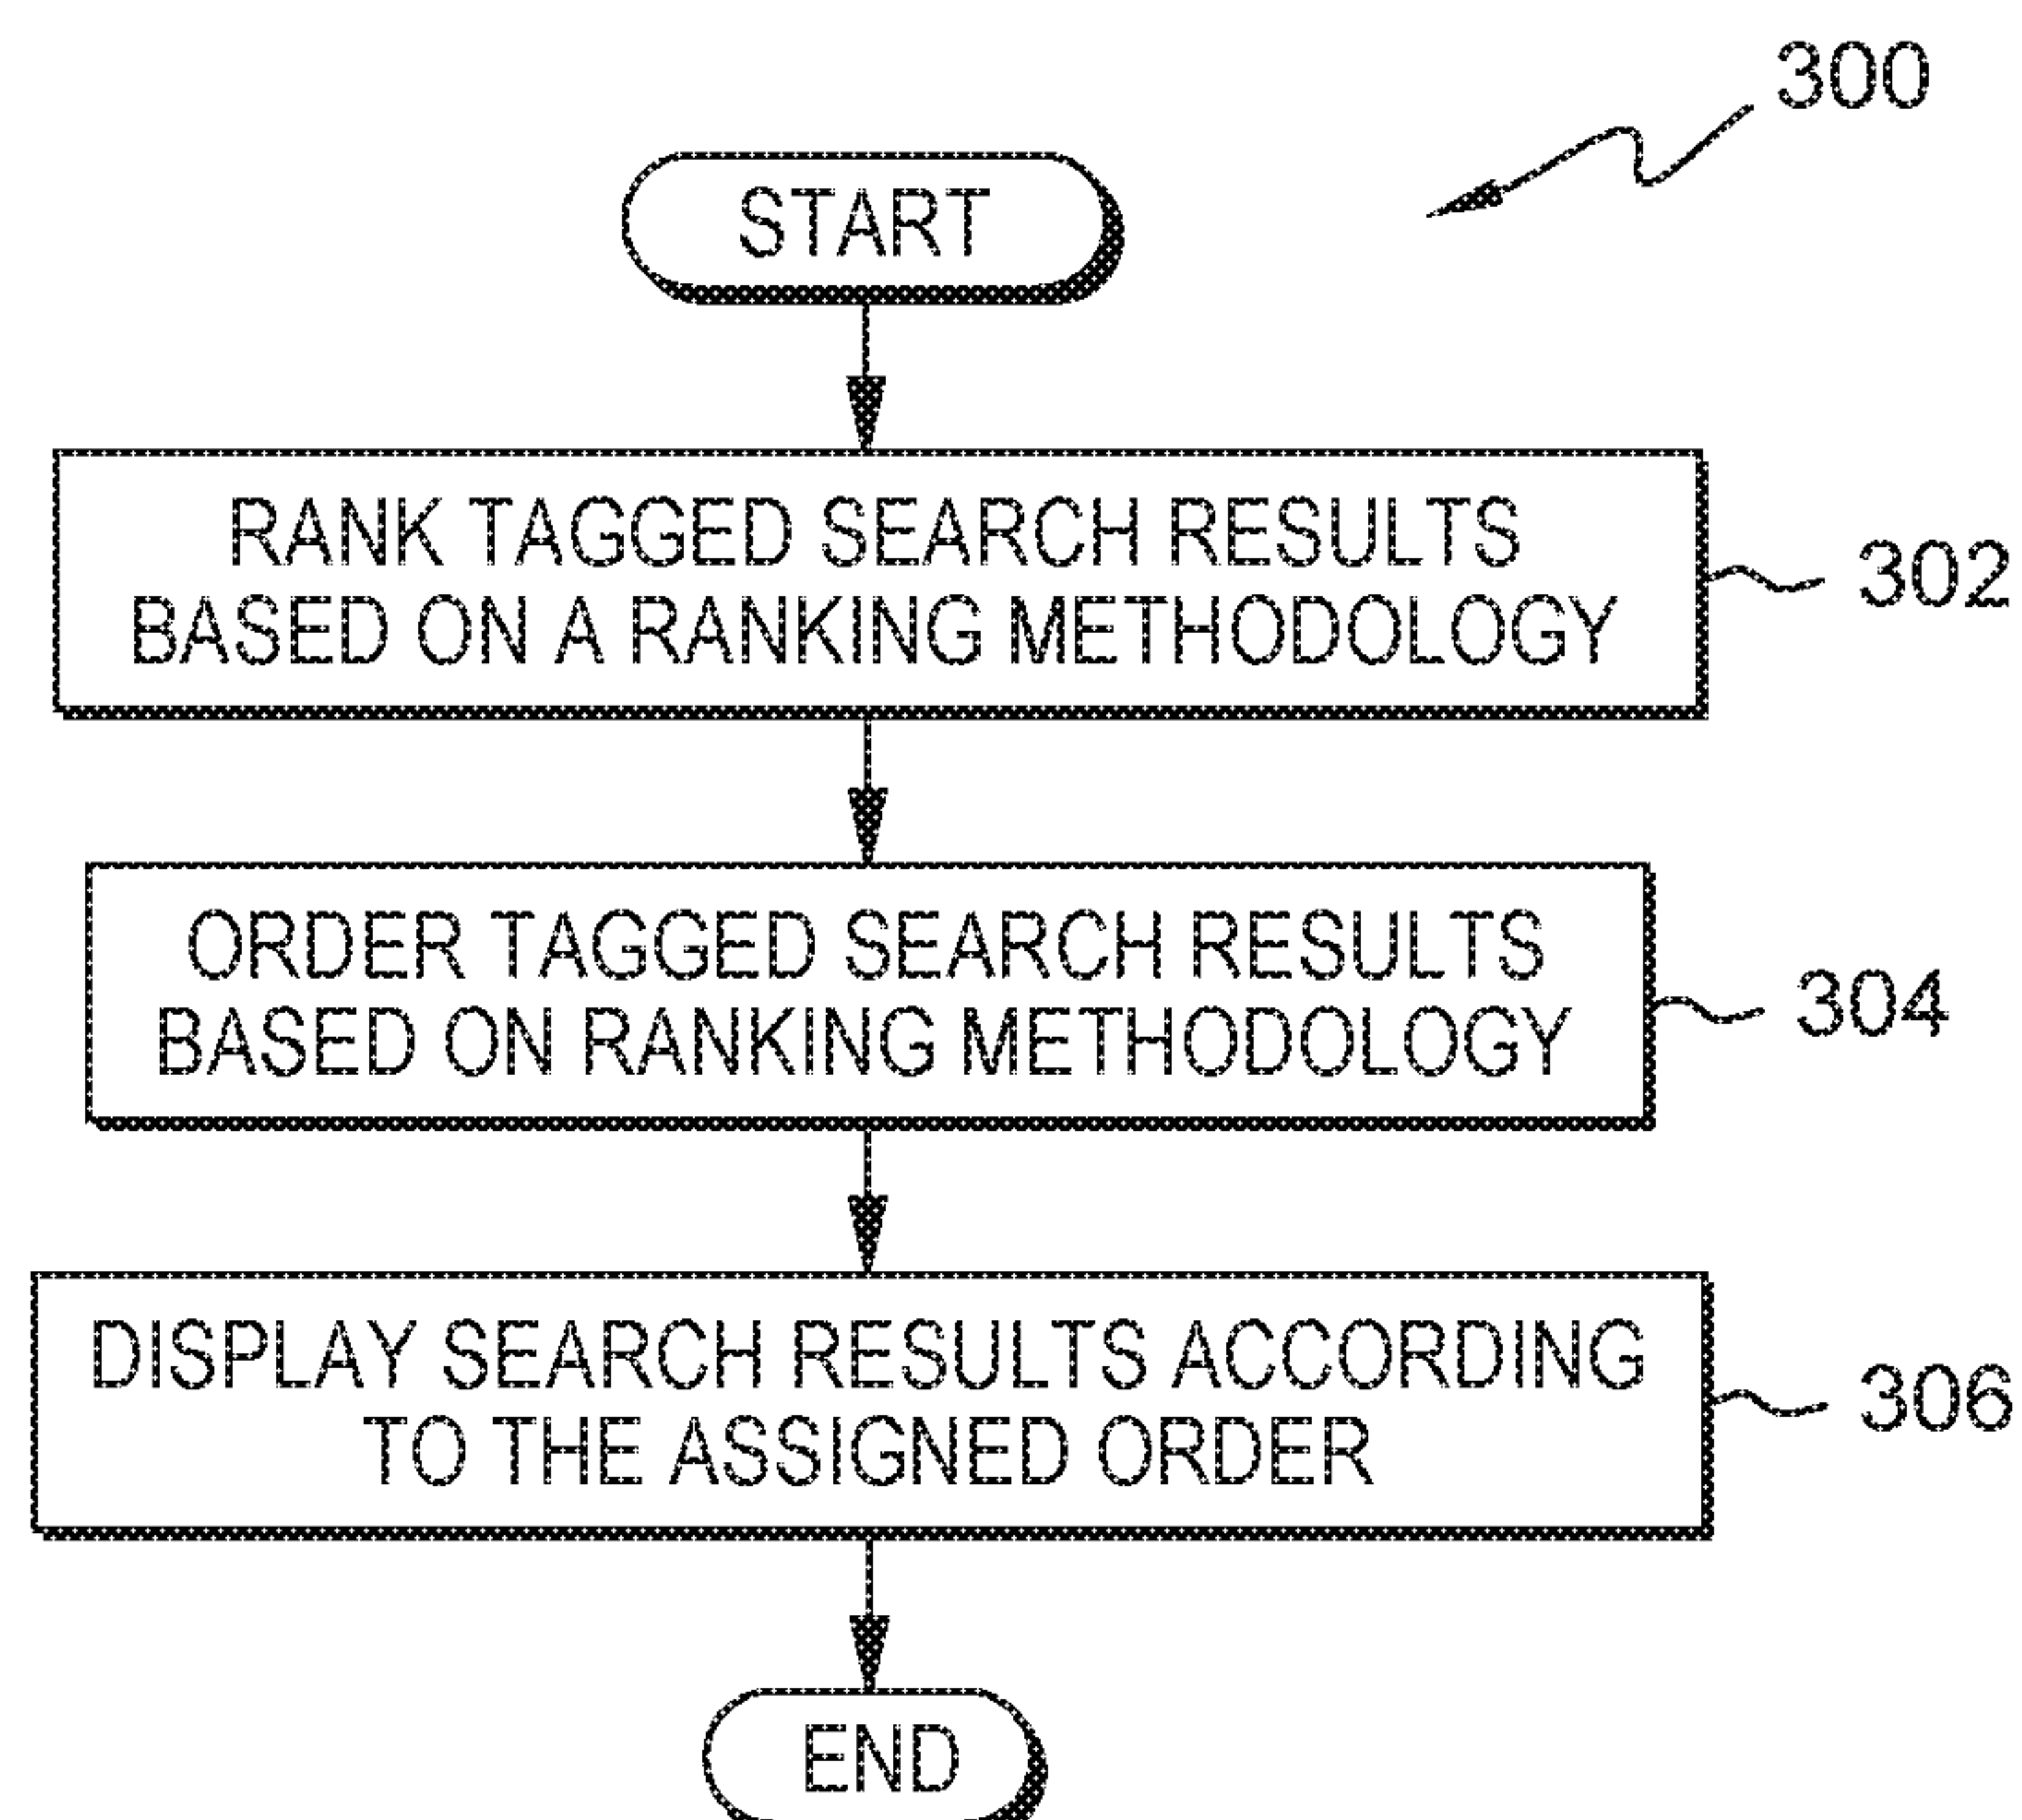 300
START
RANK TAGGED SEARCH RESULTS
BASED ON A RANKING METHODOLOGY
302
ORDER TAGGED SEARCH RESULTS
BASED ON RANKING METHODOLOGY
304
DISPLAY SEARCH RESULTS ACCORDING
TO THE ASSIGNED ORDER
306
END